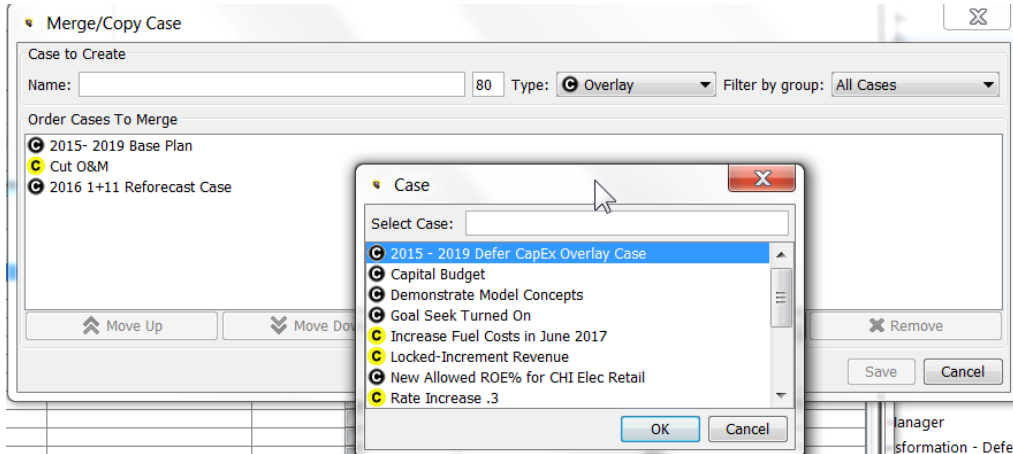 Merge/Copy Case
Case to Create
Name: 80 Type: C Overlay Filter by group: All Cases
Order Cases To Merge
C 2015- 2019 Base Plan
C Cut O&M
C 2016 1+11 Reforecast Case
Case
Select Case:
C 2015 - 2019 Defer CapEx Overlay Case
C Capital Budget
C Demonstrate Model Concepts
C Goal Seek Turned On
C Increase Fuel Costs in June 2017
C Locked-Increment Revenue
C New Allowed ROE% for CHI Elec Retail
C Rate Increase .3
OK Cancel
Move Up Move Dov Remove
Save Cancel
lanager
sformation - Defe